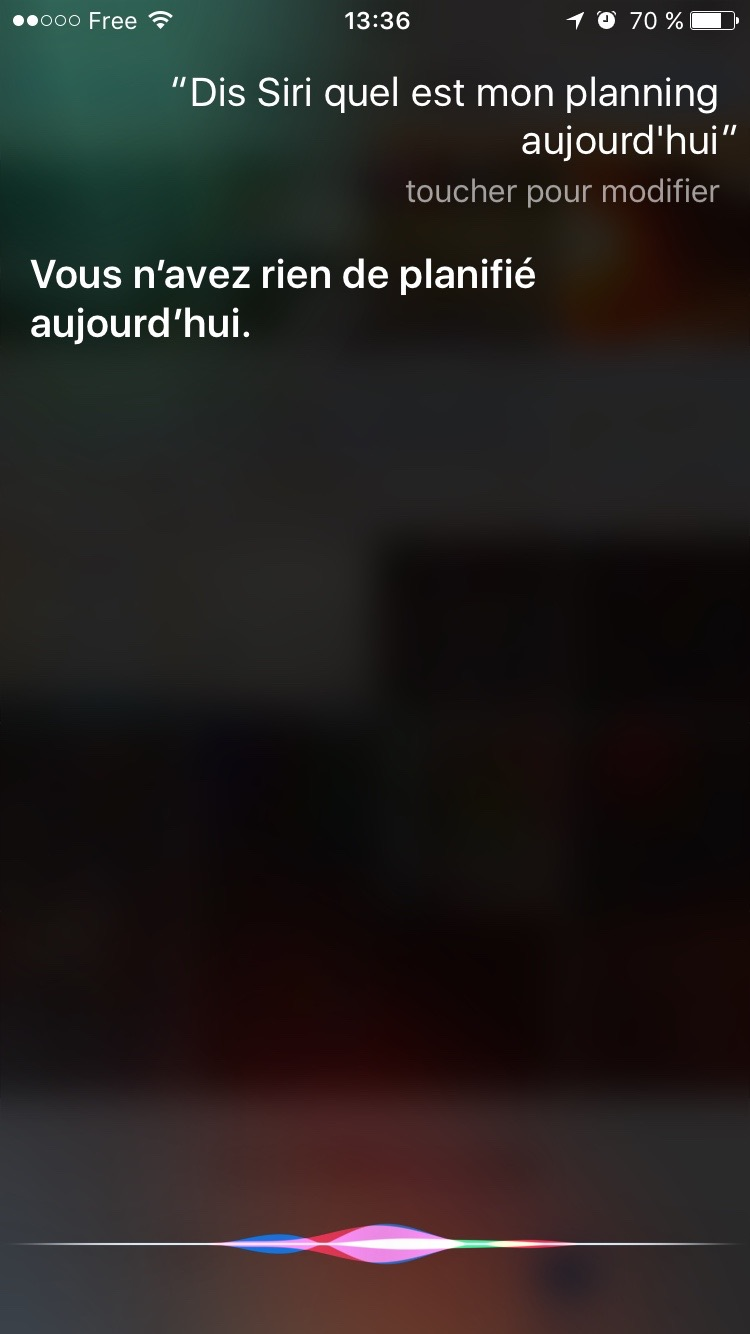 Free 13:36 70 %
“Dis Siri quel est mon planning
aujourd'hui”
toucher pour modifier
Vous n’avez rien de planifié
aujourd’hui.